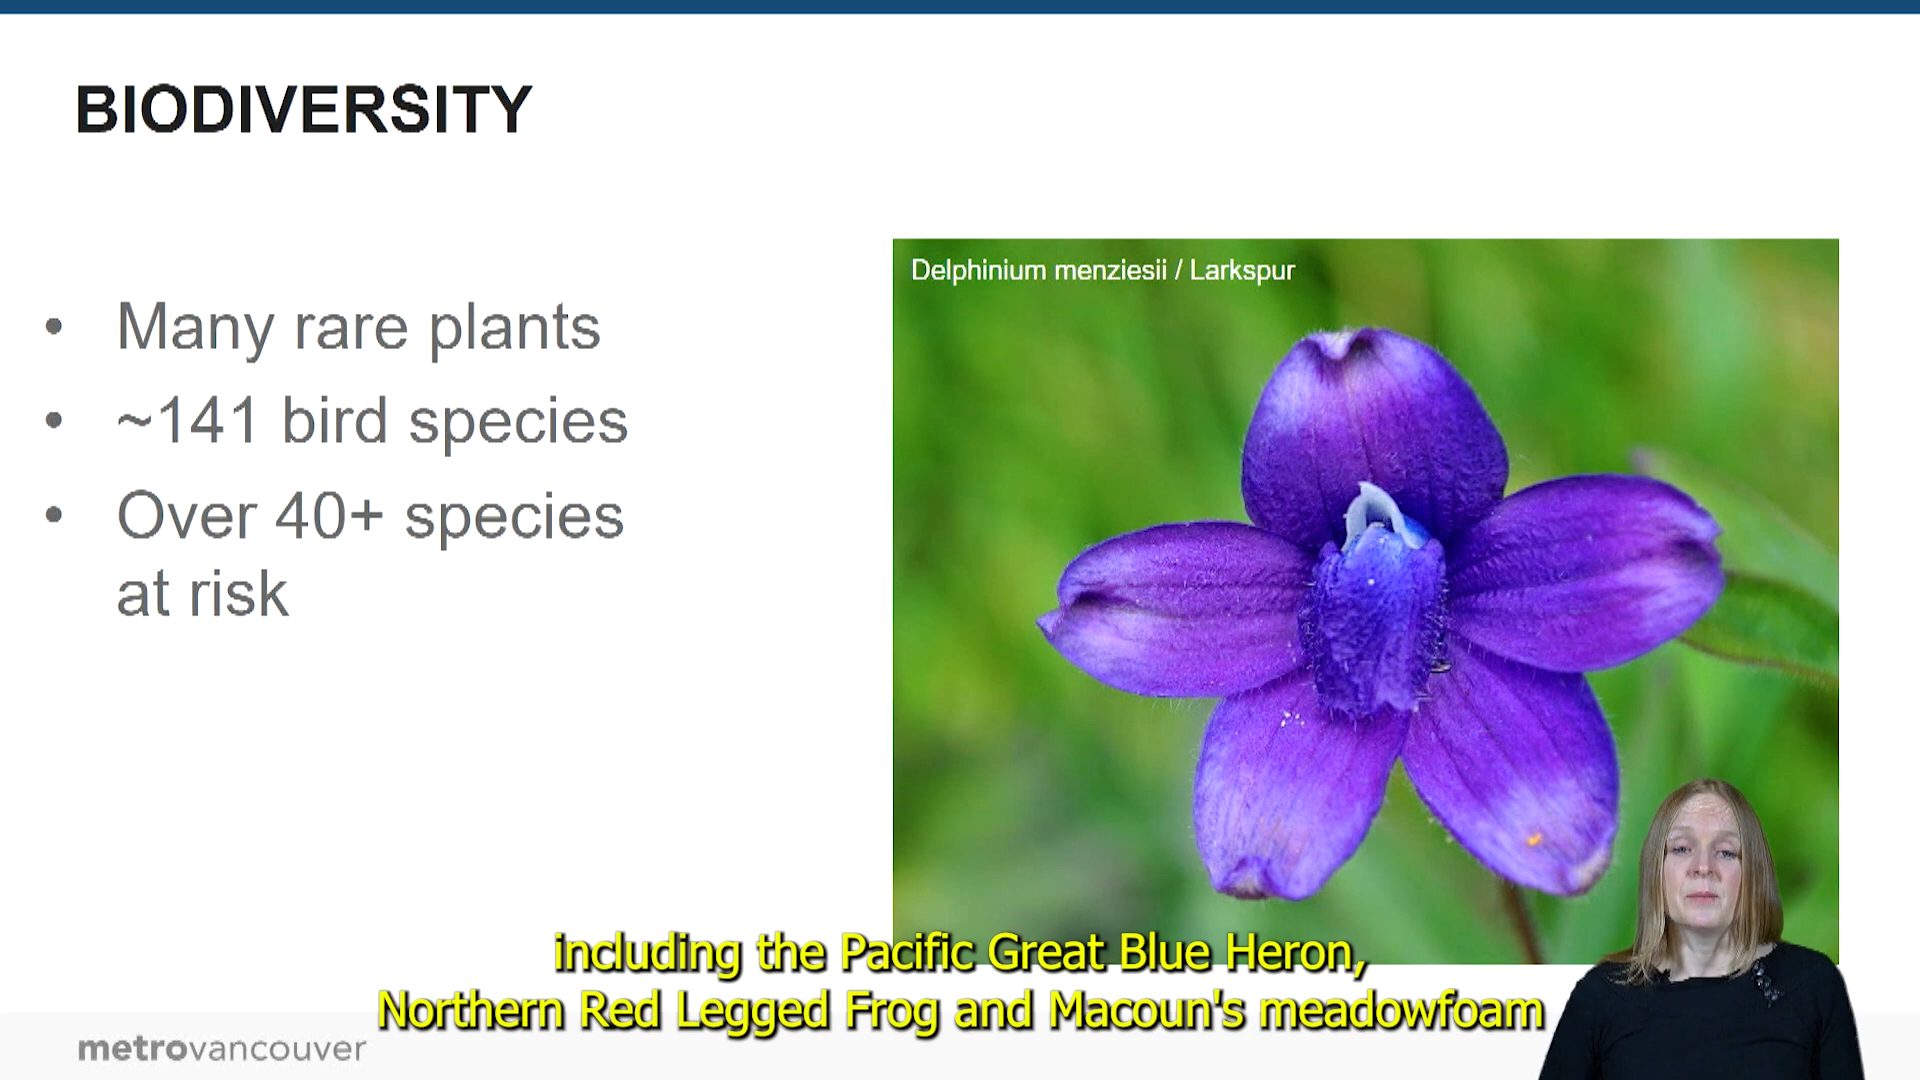 BIODIVERSITY
• Many rare plants
• ~141 bird species
• Over 40+ species
at risk
Delphinium menziesii / Larkspur
including the Pacific Great Blue Heron,
Northern Red Legged Frog and Macoun's meadowfoam
metrovancouver